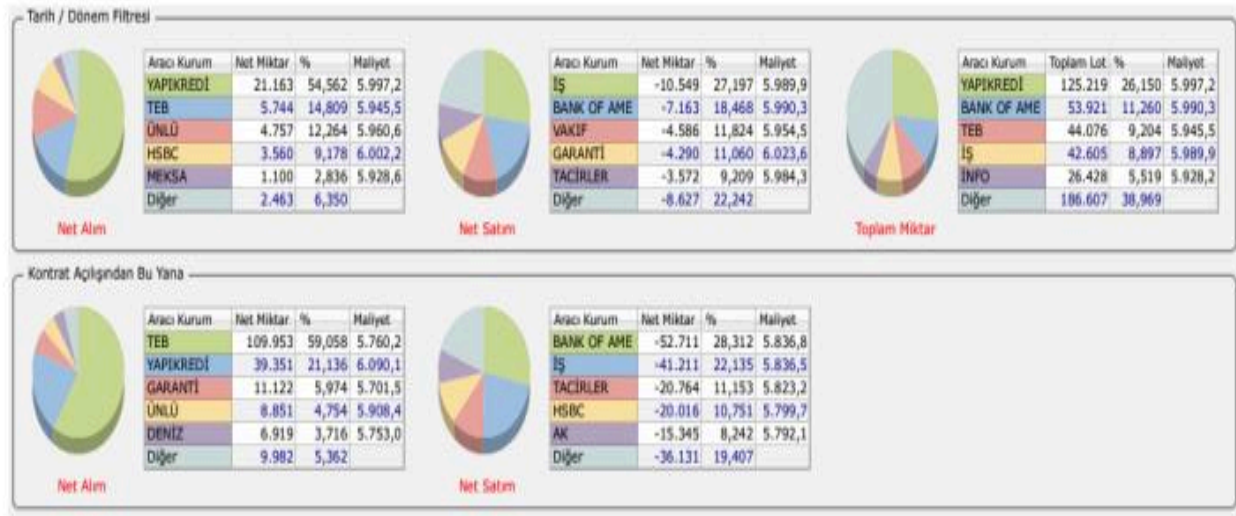 Tarih / Dönem Filtresi
Aracı Kurum Net Miktar % Maliyet
YAPIKREDİ 21.163 54,562 5.997,2
TEB 5.744 14,809 5.945,5
ÜNLÜ 4.757 12,264 5.960,6
HSBC 3.560 9,178 6.002,2
MEKSA 1.100 2,836 5.928,6
Diğer 2.463 6,350
Net Alım
Aracı Kurum Net Miktar % Maliyet
İŞ -10.549 27,197 5.989,9
BANK OF AME -7.163 18,468 5.990,3
VAKIF -4.586 11,824 5.954,5
GARANTİ -4.290 11,060 6.023,6
TACİRLER -3.572 9,209 5.984,3
Diğer -8.627 22,242
Net Satım
Aracı Kurum Toplam Lot % Maliyet
YAPIKREDİ 125.219 26,150 5.997,2
BANK OF AME 53.921 11,260 5.990,3
TEB 44.076 9,204 5.945,5
İŞ 42.605 8,897 5.989,9
İNFO 26.428 5,519 5.928,2
Diğer 186.607 38,969
Toplam Miktar
Kontrat Açılışından Bu Yana
Aracı Kurum Net Miktar % Maliyet
TEB 109.953 59,058 5.760,2
YAPIKREDİ 39.351 21,136 6.090,1
GARANTİ 11.122 5,974 5.701,5
ÜNLÜ 8.851 4,754 5.908,4
DENİZ 6.919 3,716 5.753,0
Diğer 9.982 5,362
Net Alım
Aracı Kurum Net Miktar % Maliyet
BANK OF AME -52.711 28,312 5.836,8
İŞ -41.211 22,135 5.836,5
TACİRLER -20.764 11,153 5.823,2
HSBC -20.016 10,751 5.799,7
AK -15.345 8,242 5.792,1
Diğer -36.131 19,407
Net Satım